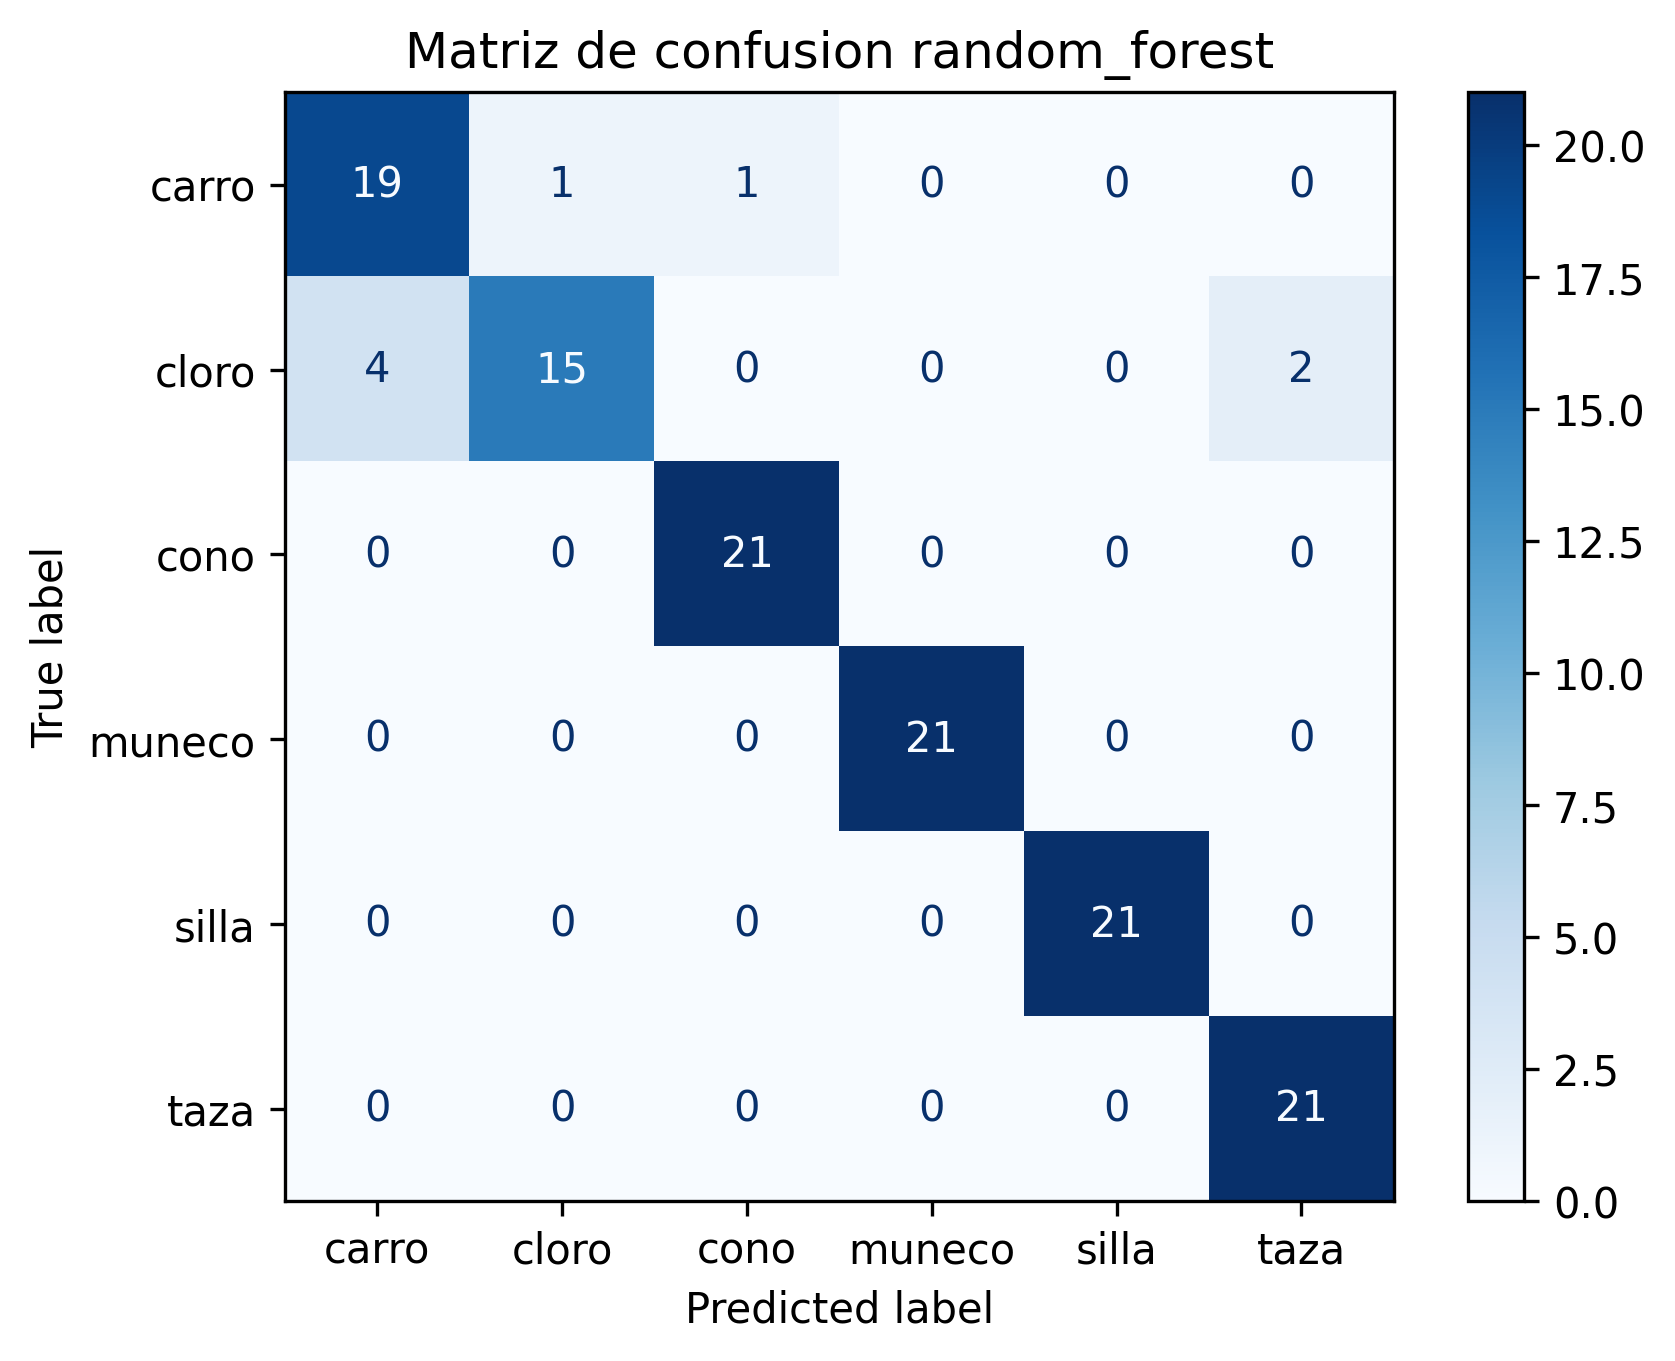 Matriz de confusion random_forest
carro 19 1 1 0 0 0
cloro 4 15 0 0 0 2
cono 0 0 21 0 0 0
muneco 0 0 0 21 0 0
silla 0 0 0 0 21 0
taza 0 0 0 0 0 21
carro cloro cono muneco silla taza
Predicted label
True label
20.0
17.5
15.0
12.5
10.0
7.5
5.0
2.5
0.0